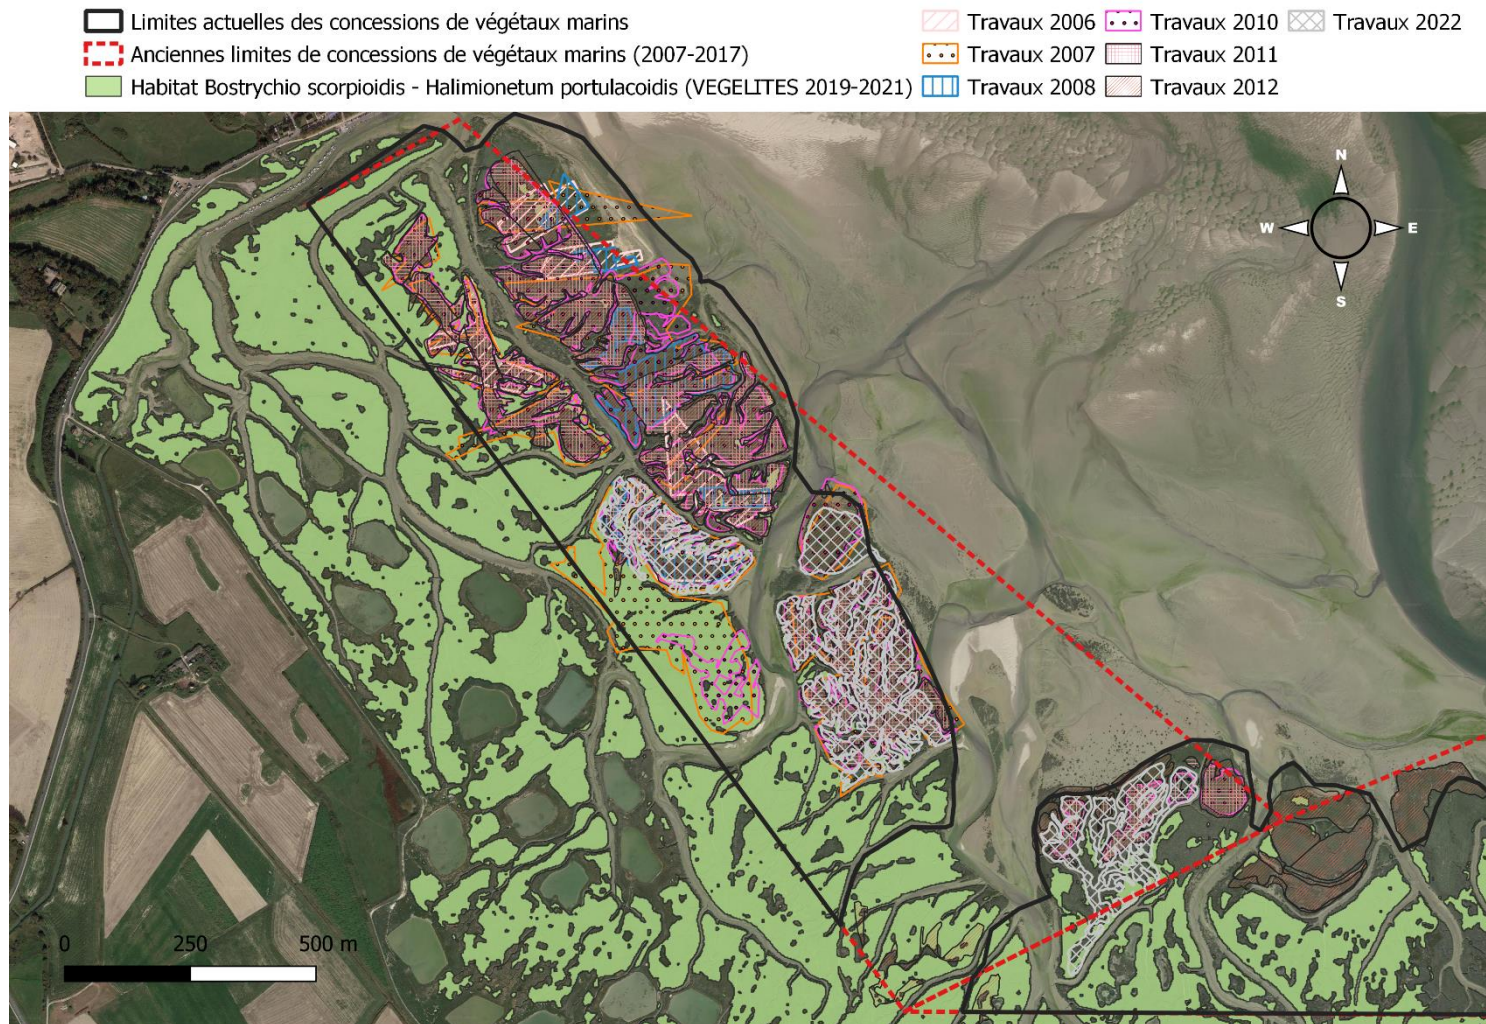 Limites actuelles des concessions de végétaux marins
Anciennes limites de concessions de végétaux marins (2007-2017)
Habitat Bostrychio scorpioidis - Halimionetum portulacoidis (VEGELITES 2019-2021)
Travaux 2006
Travaux 2007
Travaux 2008
Travaux 2010
Travaux 2011
Travaux 2012
Travaux 2022
N
W
E
S
0 250 500 m